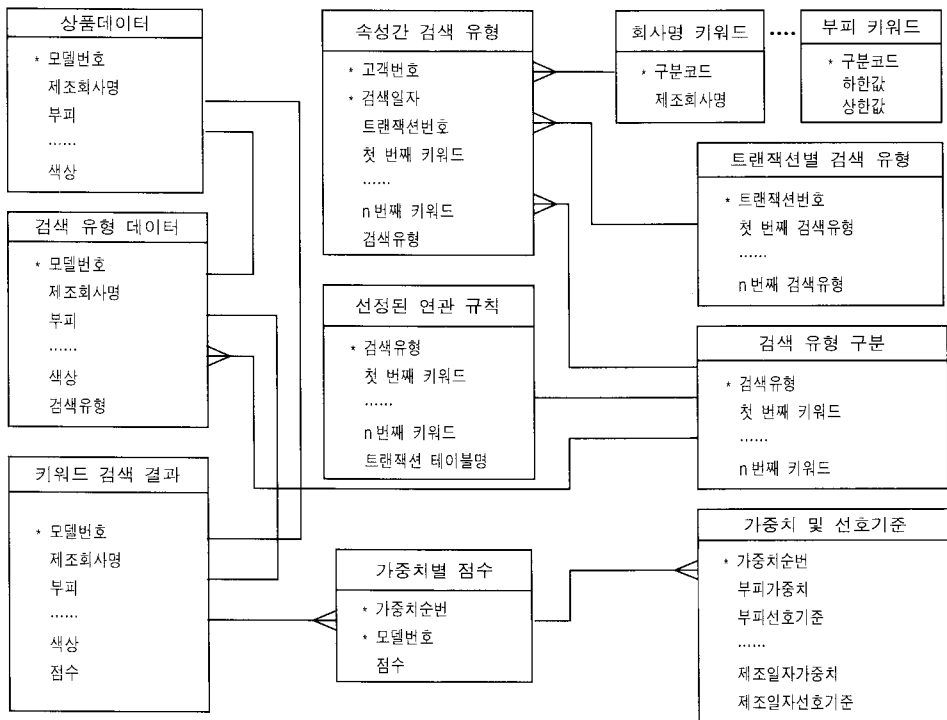 상품데이터
* 모델번호
제조회사명
부피
……
색상
검색 유형 데이터
* 모델번호
제조회사명
부피
……
색상
검색유형
키워드 검색 결과
* 모델번호
제조회사명
부피
……
색상
점수
속성간 검색 유형
* 고객번호
* 검색일자
트랜잭션번호
첫 번째 키워드
……
n번째 키워드
검색유형
선정된 연관 규칙
* 검색유형
첫 번째 키워드
……
n번째 키워드
트랜잭션 테이블명
가중치별 점수
* 가중치순번
* 모델번호
점수
회사명 키워드
* 구분코드
제조회사명
····
부피 키워드
* 구분코드
하한값
상한값
트랜잭션별 검색 유형
* 트랜잭션번호
첫 번째 검색유형
……
n번째 검색유형
검색 유형 구분
* 검색유형
첫 번째 키워드
……
n번째 키워드
가중치 및 선호기준
* 가중치순번
부피가중치
부피선호기준
……
제조일자가중치
제조일자선호기준